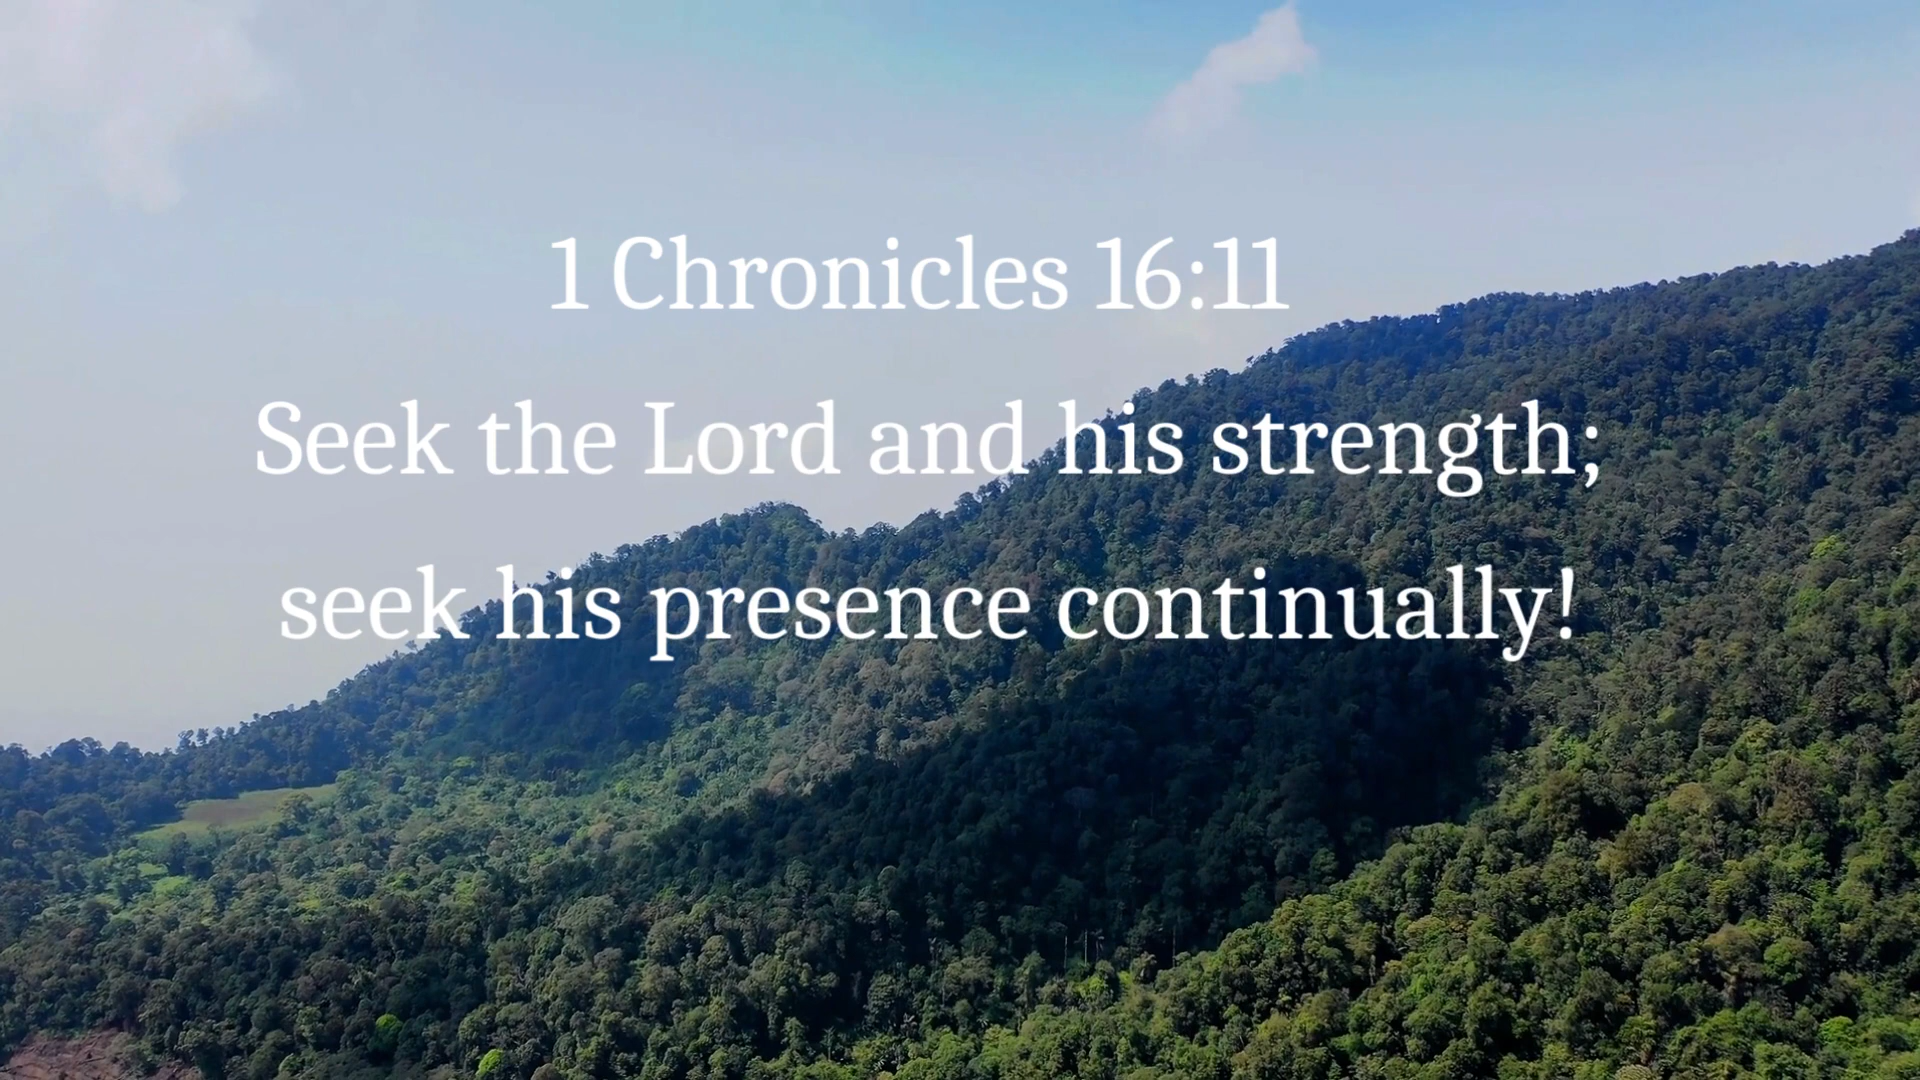 1 Chronicles 16:11
Seek the Lord and his strength;
seek his presence continually!